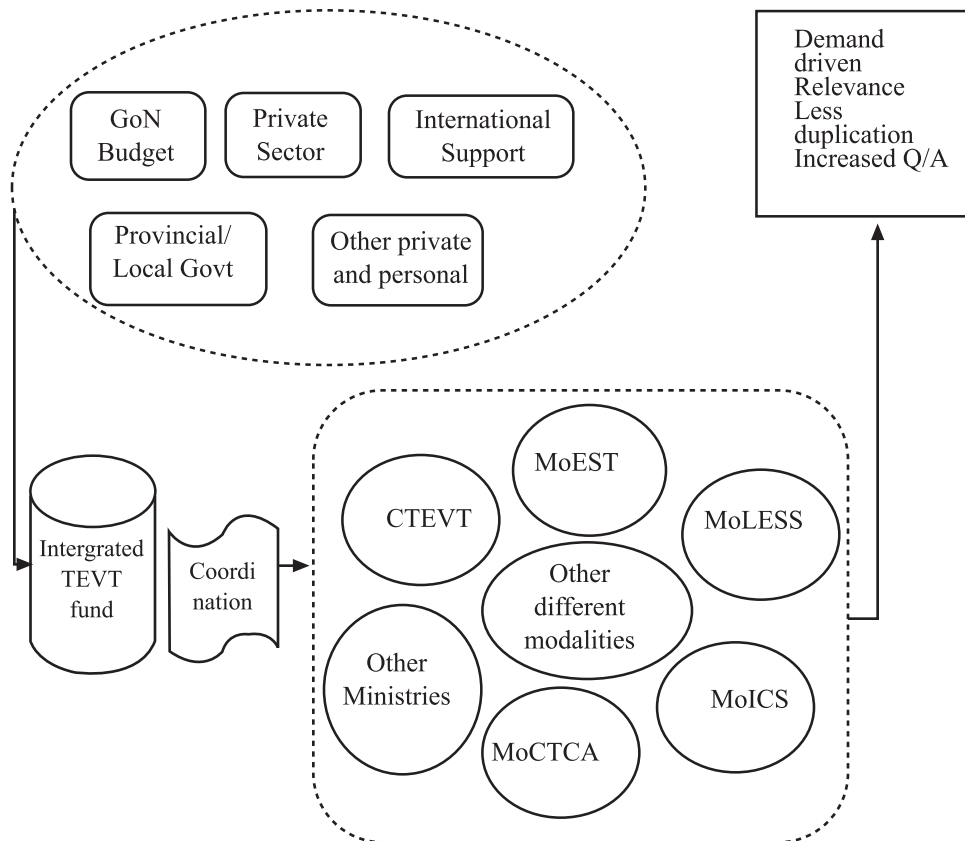 GoN
Budget
Private
Sector
International
Support
Provincial/
Local Govt
Other private
and personal
Demand
driven
Relevance
Less
duplication
Increased Q/A
Intergrated
TEVT
fund
Coordi
nation
CTEVT
MoEST
MoLESS
Other
different
modalities
Other
Ministries
MoCTCA
MoICS